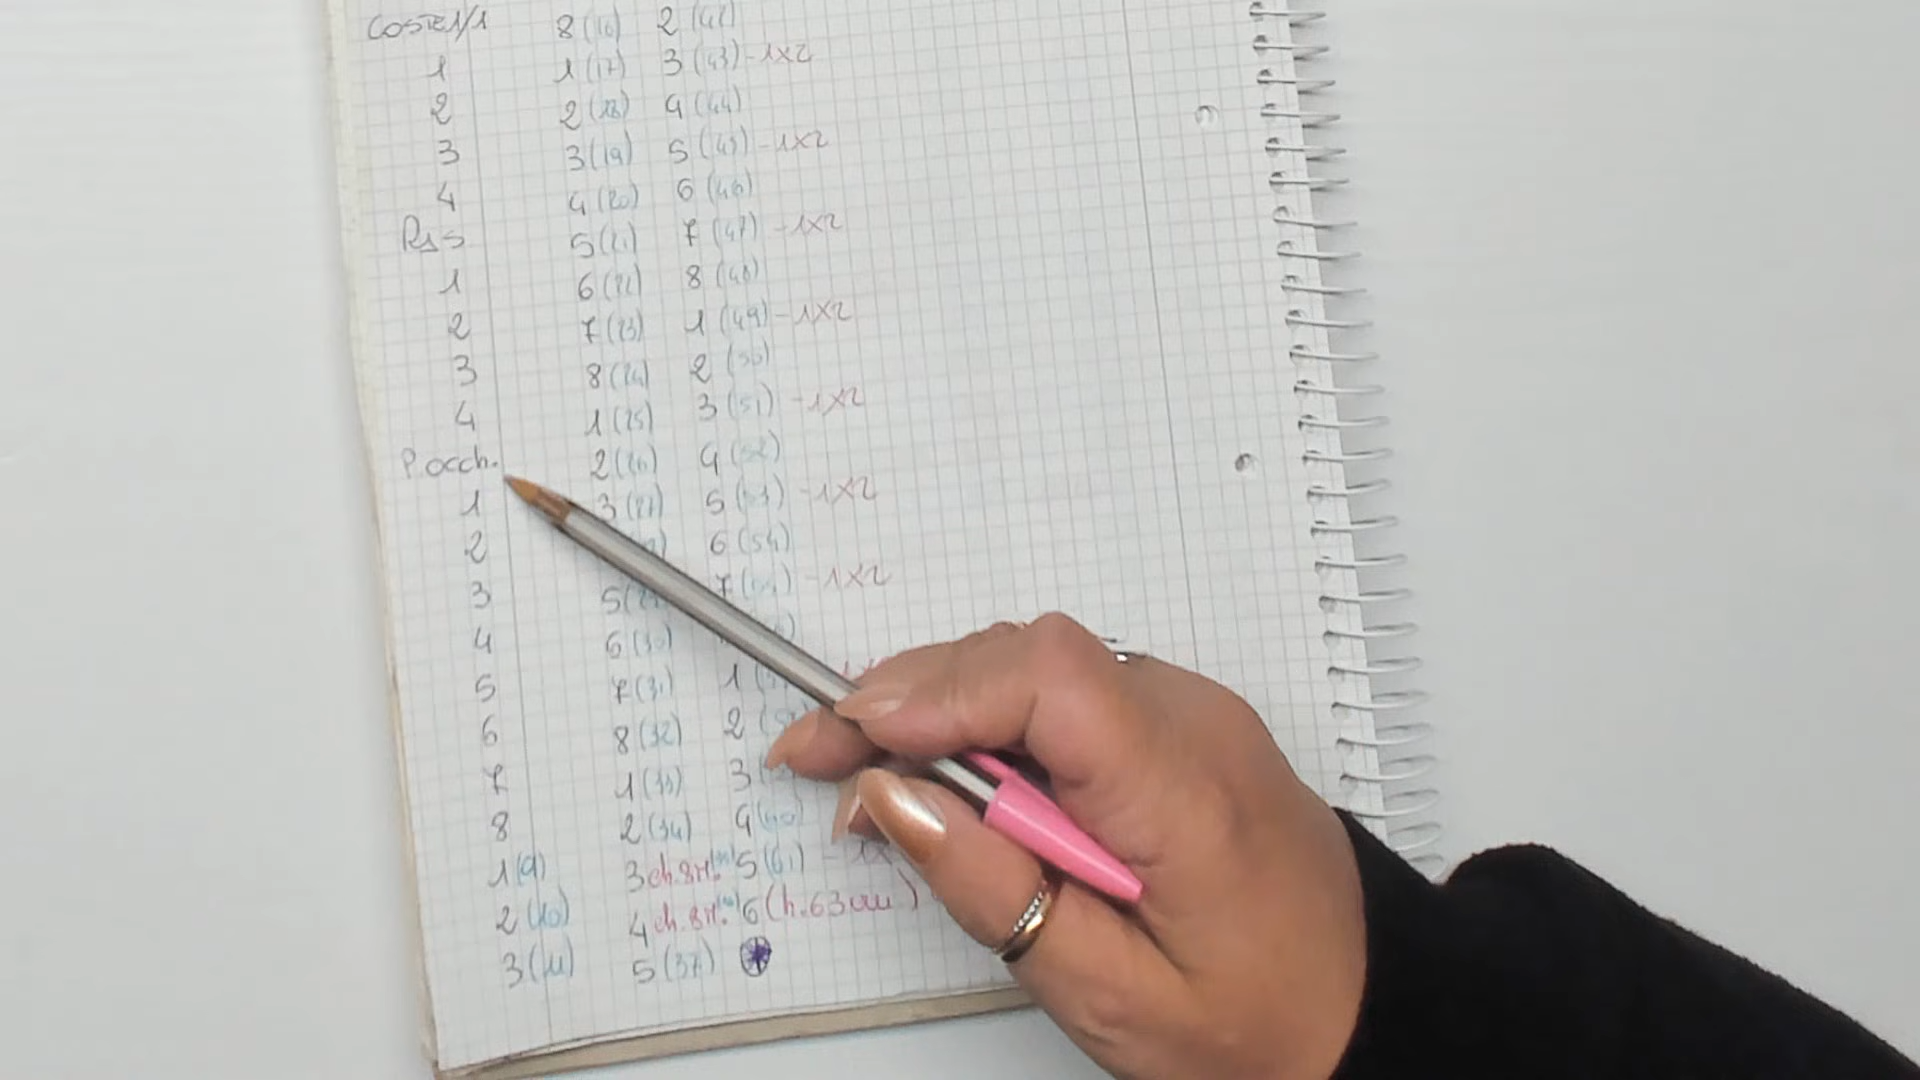 COSTE 1/1 8 (16) 2 (42)
1 1 (17) 3 (43) - 1x2
2 2 (18) 4 (44)
3 3 (19) 5 (45) - 1x2
4 4 (20) 6 (46)
5 (21) 7 (47) - 1x2
1 6 (22) 8 (48)
2 7 (23) 1 (49) - 1x2
3 8 (24) 2 (50)
4 1 (25) 3 (51) - 1x2
P. occh. 2 (26) 4 (52)
1 3 (27) 5 (53) - 1x2
2 6 (54)
3 5 7 - 1x2
4 6 (30)
5 7 (31) 1
6 8 (32) 2
7 1 (33) 3
8 2 (34) 4 (60)
1 (9) 3 5 (61)
2 (10) 4 6 (h. 63 cm)
3 (11) 5 (37)